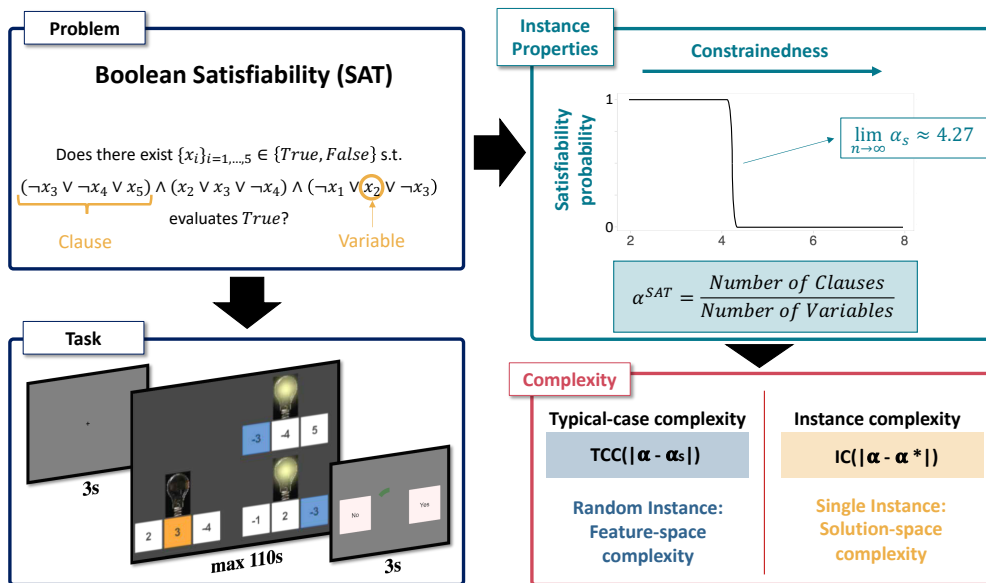 Problem
Boolean Satisfiability (SAT)
Does there exist {x_i}_{i=1,…,5} ∈ {True, False} s.t.
(¬x_3 ∨ ¬x_4 ∨ x_5) ∧ (x_2 ∨ x_3 ∨ ¬x_4) ∧ (¬x_1 ∨ x_2 ∨ ¬x_3)
evaluates True?
Clause
Variable
Instance
Properties
Constrainedness
Satisfiability
probability
1
0
2
4
6
8
lim n→∞ α_s ≈ 4.27
α^SAT = Number of Clauses / Number of Variables
Task
3s
-3 -4 5
2 3 -4
-1 2 -3
max 110s
No
Yes
3s
Complexity
Typical-case complexity
TCC(|α - αs|)
Random Instance:
Feature-space
complexity
Instance complexity
IC(|α - α*|)
Single Instance:
Solution-space
complexity